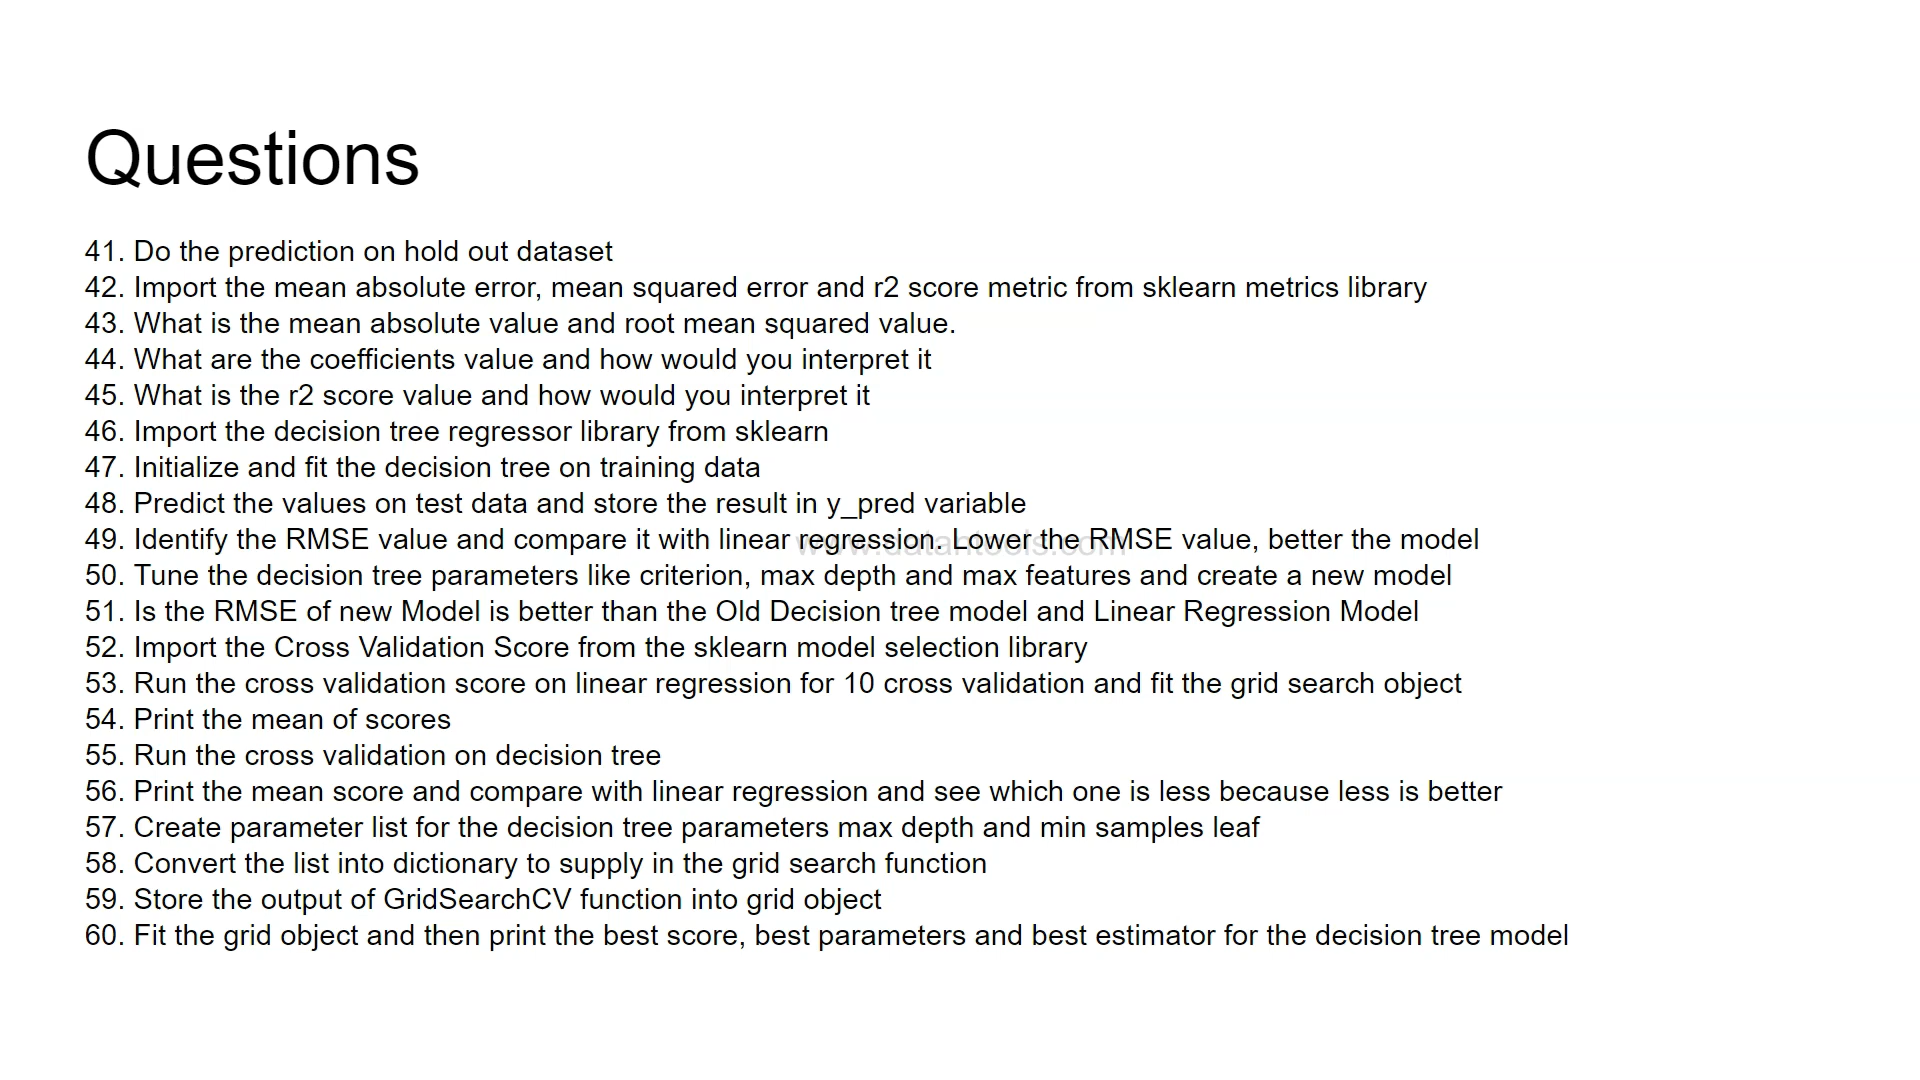 Questions
41. Do the prediction on hold out dataset
42. Import the mean absolute error, mean squared error and r2 score metric from sklearn metrics library
43. What is the mean absolute value and root mean squared value.
44. What are the coefficients value and how would you interpret it
45. What is the r2 score value and how would you interpret it
46. Import the decision tree regressor library from sklearn
47. Initialize and fit the decision tree on training data
48. Predict the values on test data and store the result in y_pred variable
49. Identify the RMSE value and compare it with linear regression. Lower the RMSE value, better the model
www.datahtools.com
50. Tune the decision tree parameters like criterion, max depth and max features and create a new model
51. Is the RMSE of new Model is better than the Old Decision tree model and Linear Regression Model
52. Import the Cross Validation Score from the sklearn model selection library
53. Run the cross validation score on linear regression for 10 cross validation and fit the grid search object
54. Print the mean of scores
55. Run the cross validation on decision tree
56. Print the mean score and compare with linear regression and see which one is less because less is better
57. Create parameter list for the decision tree parameters max depth and min samples leaf
58. Convert the list into dictionary to supply in the grid search function
59. Store the output of GridSearchCV function into grid object
60. Fit the grid object and then print the best score, best parameters and best estimator for the decision tree model